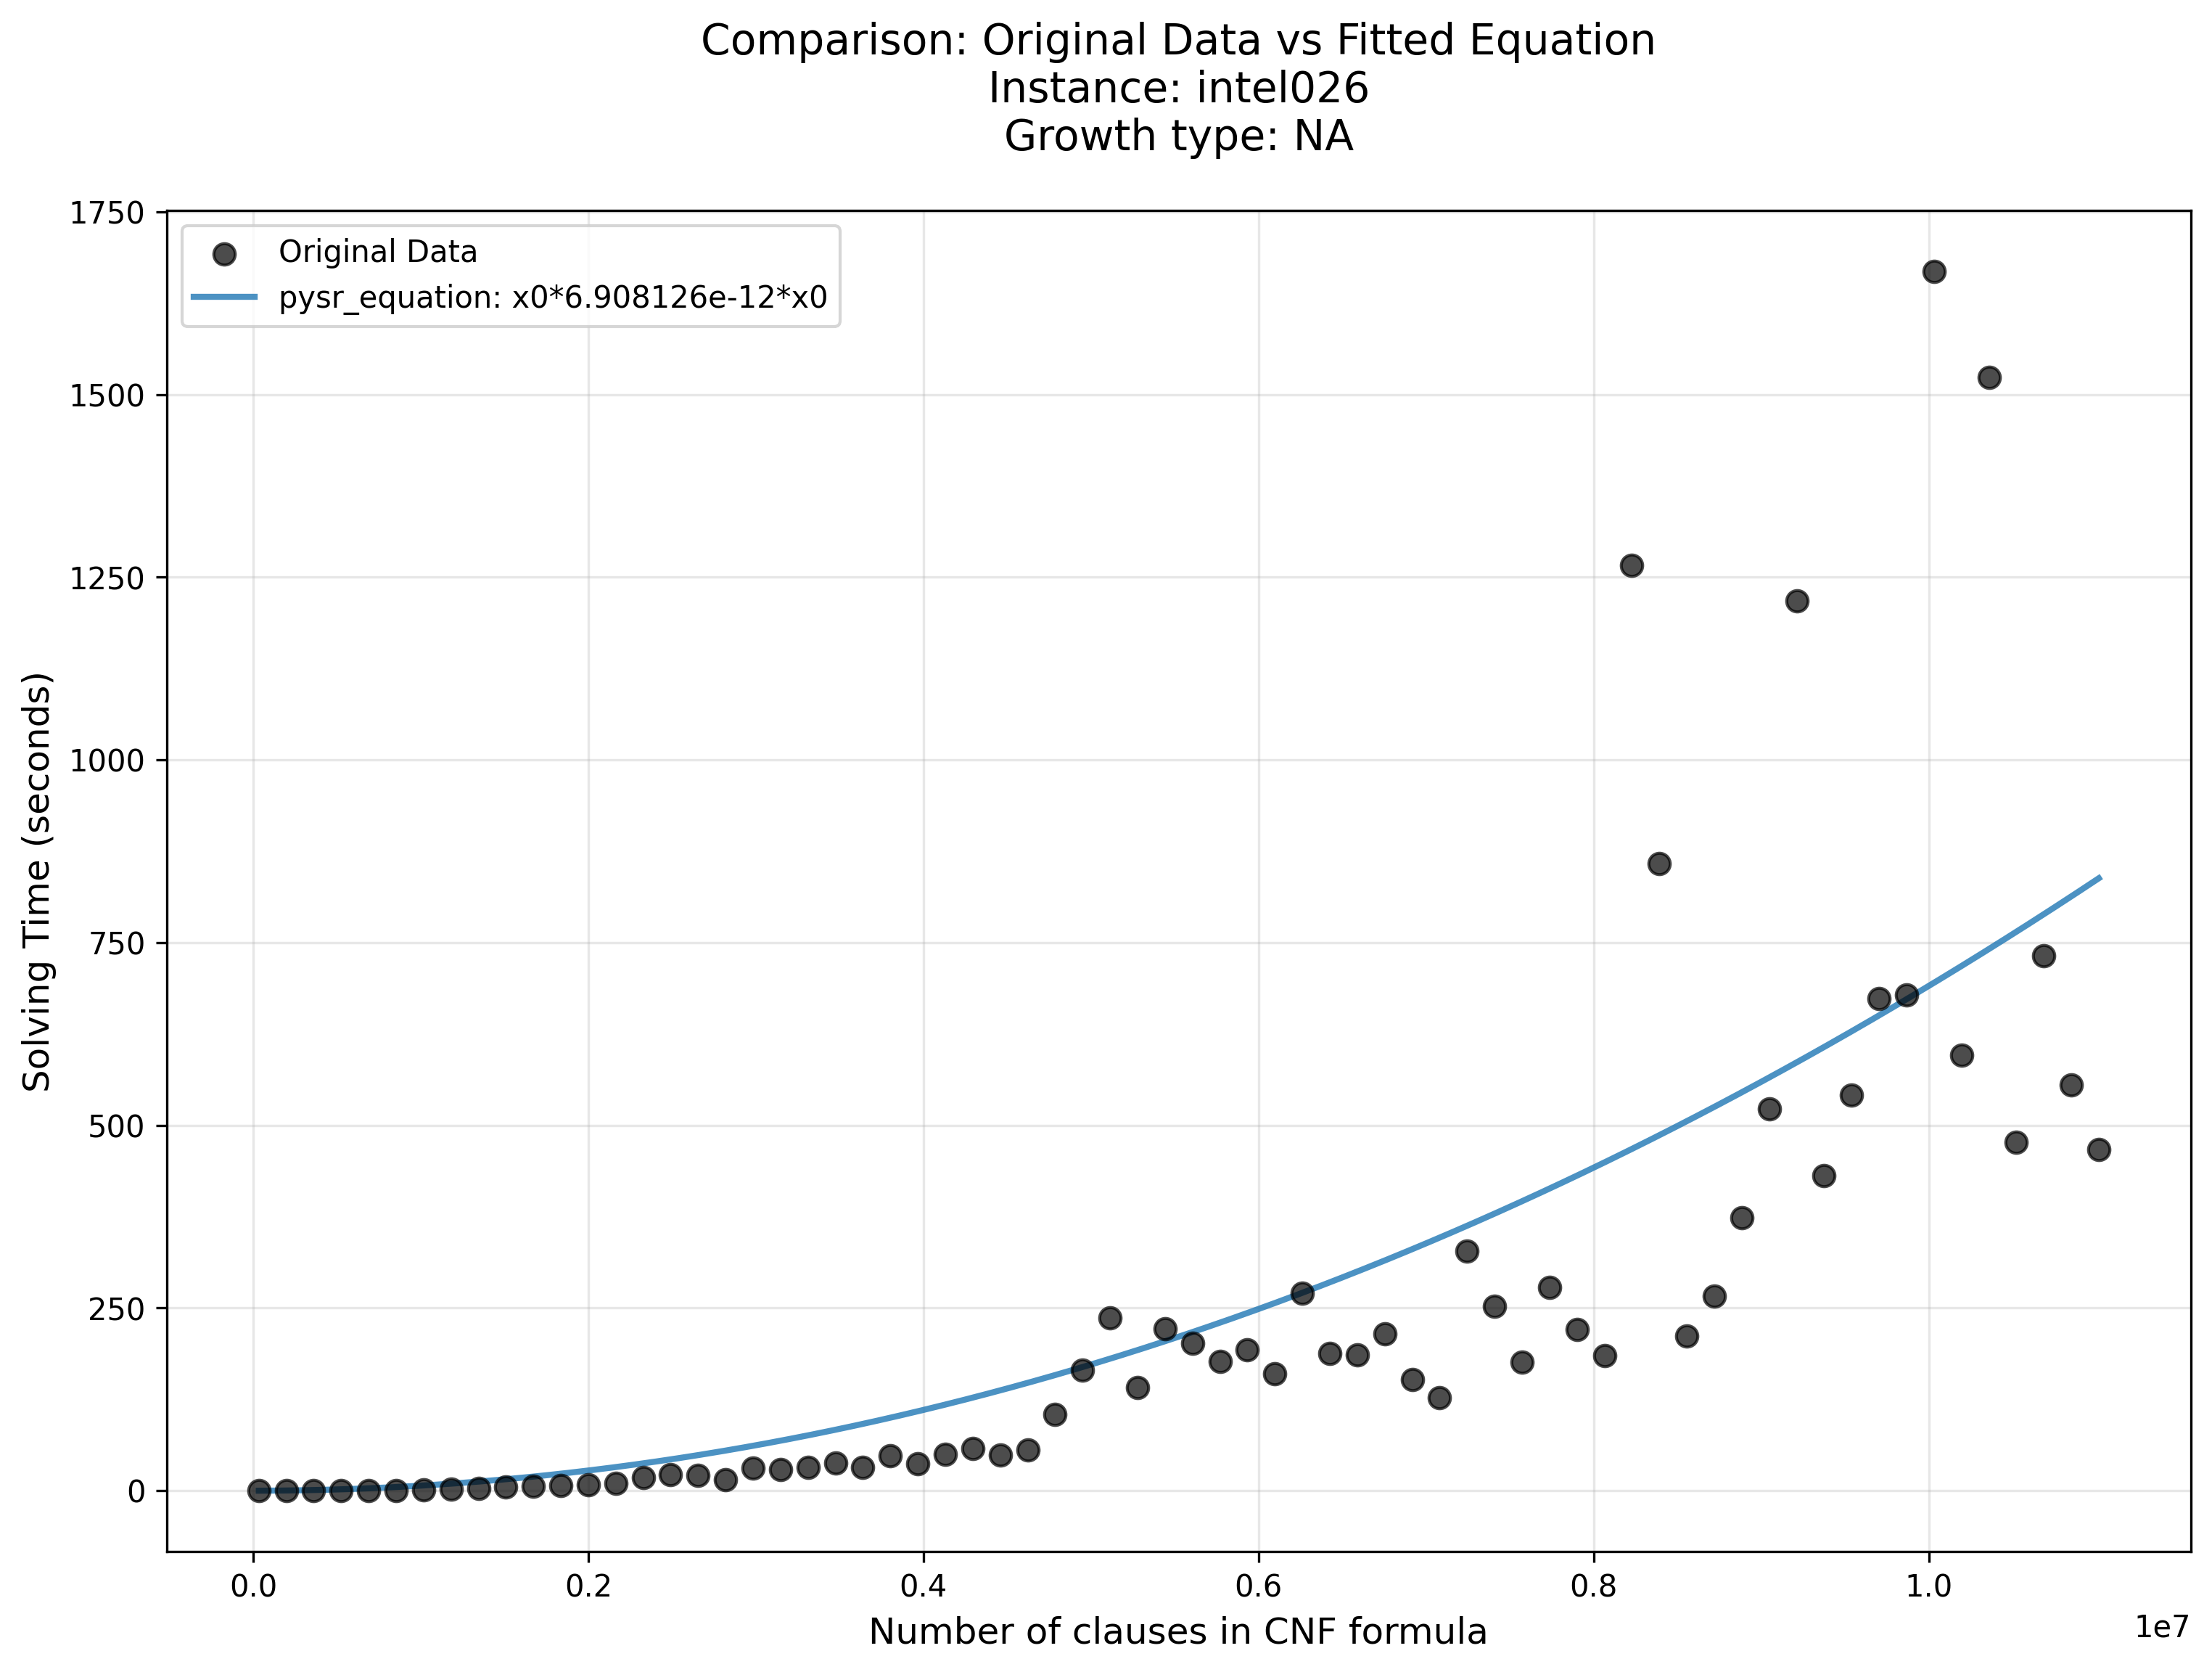 Comparison: Original Data vs Fitted Equation
Instance: intel026
Growth type: NA
Original Data
pysr_equation: x0*6.908126e-12*x0
Solving Time (seconds)
1750
1500
1250
1000
750
500
250
0
0.0
0.2
0.4
0.6
0.8
1.0
1e7
Number of clauses in CNF formula